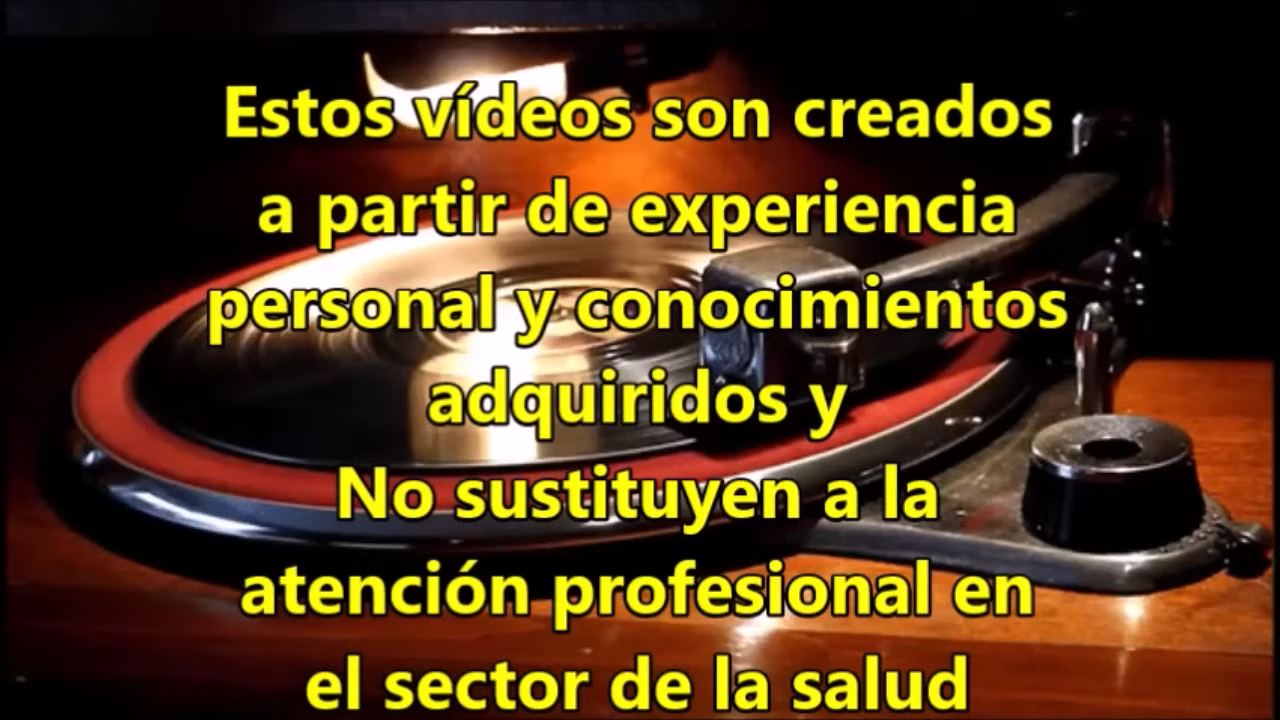 Estos vídeos son creados
a partir de experiencia
personal y conocimientos
adquiridos y
No sustituyen a la
atención profesional en
el sector de la salud